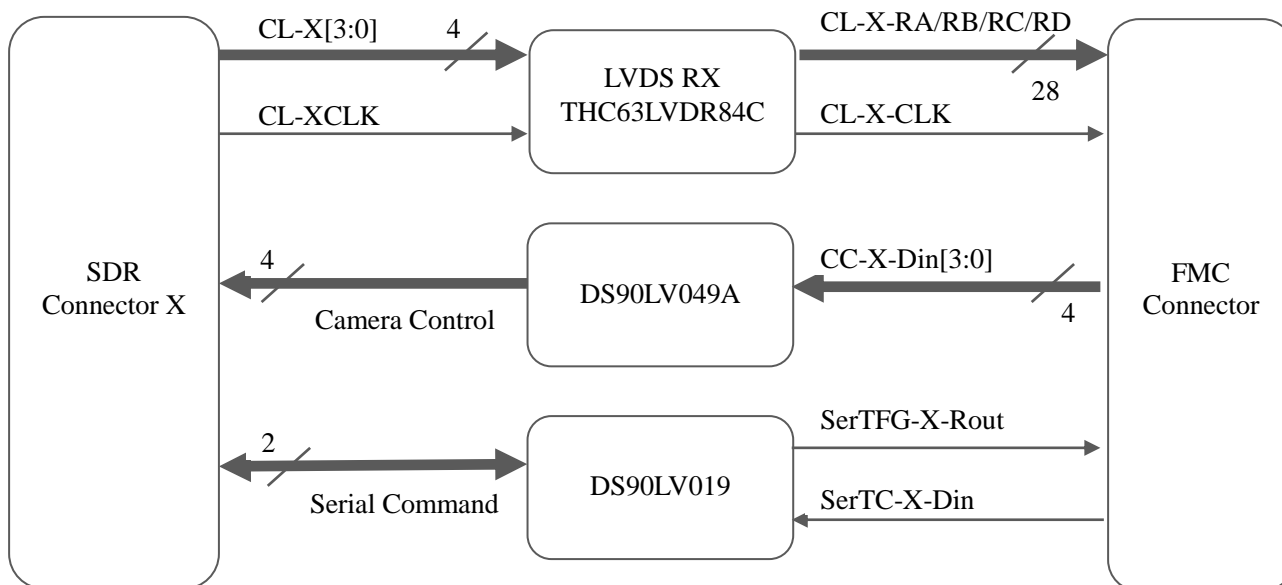 CL-X[3:0]
4
CL-X-RA/RB/RC/RD
LVDS RX
THC63LVDR84C
28
CL-XCLK
CL-X-CLK
SDR
Connector X
4
Camera Control
DS90LV049A
CC-X-Din[3:0]
4
FMC
Connector
2
Serial Command
DS90LV019
SerTFG-X-Rout
SerTC-X-Din